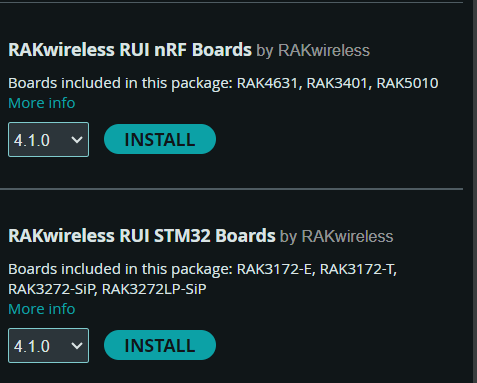 RAKwireless RUI nRF Boards by RAKwireless
Boards included in this package: RAK4631, RAK3401, RAK5010
More info
4.1.0 INSTALL
RAKwireless RUI STM32 Boards by RAKwireless
Boards included in this package: RAK3172-E, RAK3172-T,
RAK3272-SiP, RAK3272LP-SiP
More info
4.1.0 INSTALL